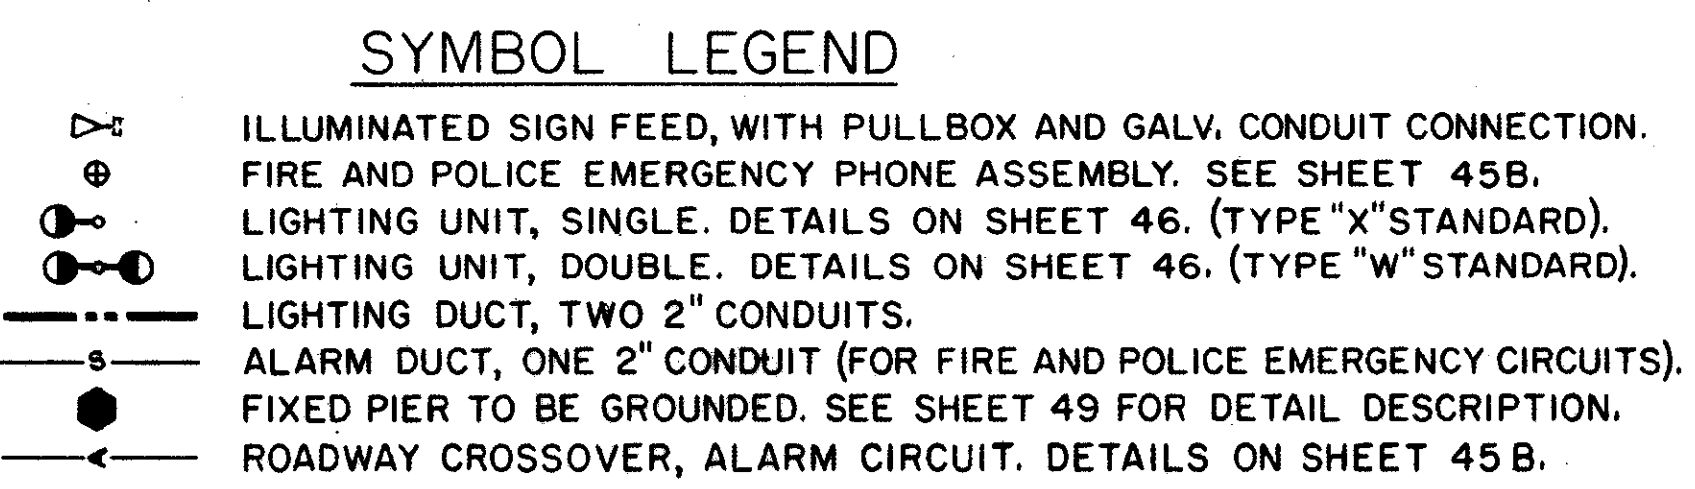 SYMBOL LEGEND
ILLUMINATED SIGN FEED, WITH PULLBOX AND GALV. CONDUIT CONNECTION.
FIRE AND POLICE EMERGENCY PHONE ASSEMBLY. SEE SHEET 45B.
LIGHTING UNIT, SINGLE. DETAILS ON SHEET 46. (TYPE "X" STANDARD).
LIGHTING UNIT, DOUBLE. DETAILS ON SHEET 46. (TYPE "W" STANDARD).
LIGHTING DUCT, TWO 2" CONDUITS.
S ALARM DUCT, ONE 2" CONDUIT (FOR FIRE AND POLICE EMERGENCY CIRCUITS).
FIXED PIER TO BE GROUNDED. SEE SHEET 49 FOR DETAIL DESCRIPTION.
ROADWAY CROSSOVER, ALARM CIRCUIT. DETAILS ON SHEET 45B.